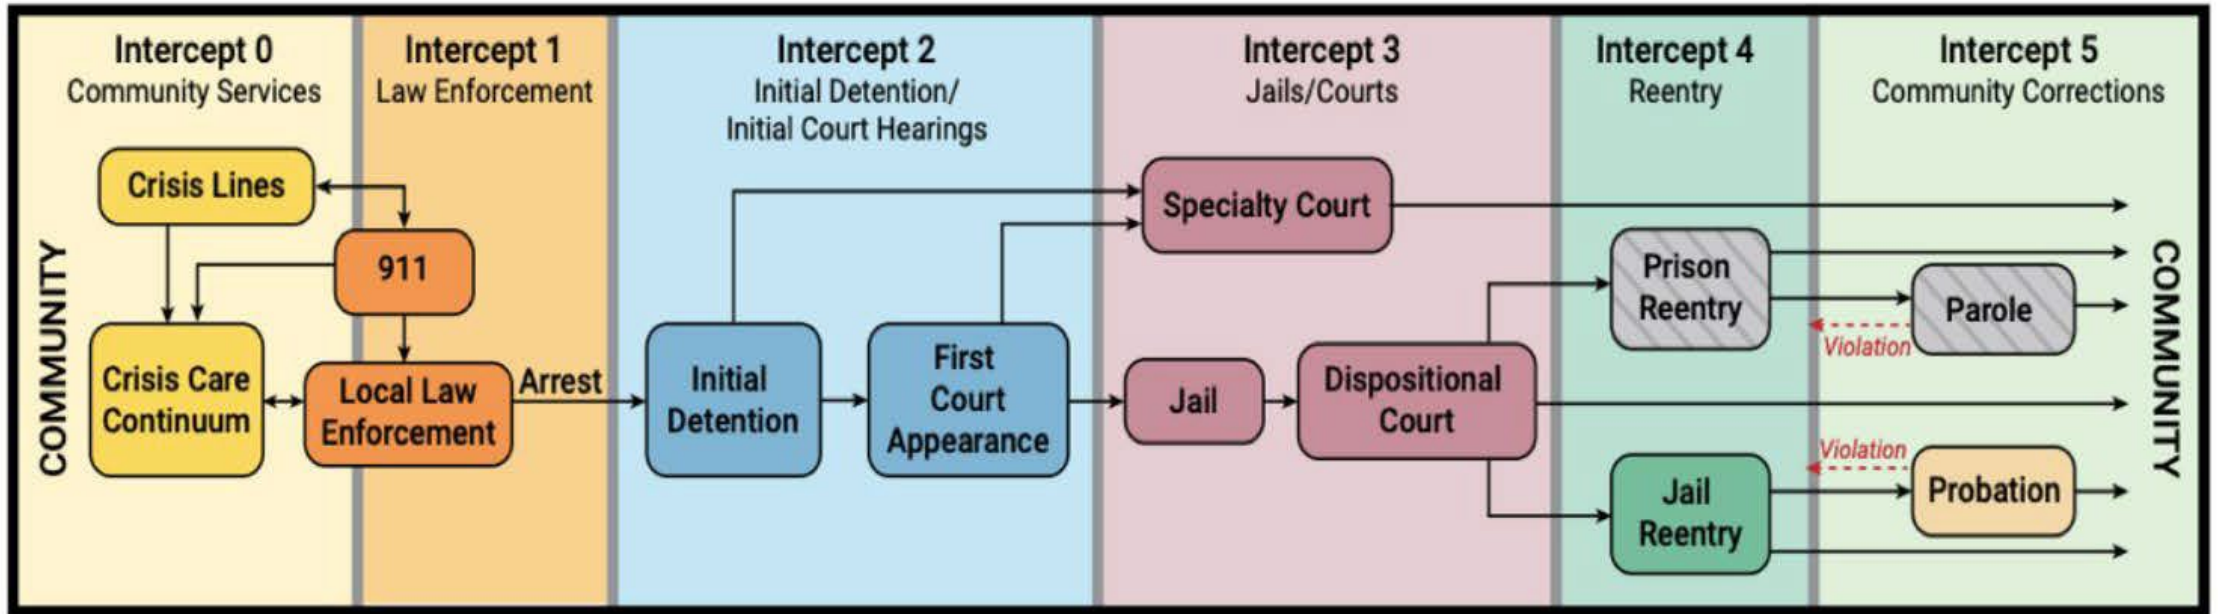 Intercept 0
Community Services
Intercept 1
Law Enforcement
Intercept 2
Initial Detention/
Initial Court Hearings
Intercept 3
Jails/Courts
Intercept 4
Reentry
Intercept 5
Community Corrections
COMMUNITY
Crisis Lines
911
Crisis Care
Continuum
Local Law
Enforcement
Arrest
Initial
Detention
First
Court
Appearance
Specialty Court
Jail
Dispositional
Court
Prison
Reentry
Jail
Reentry
Parole
Violation
Violation
Probation
COMMUNITY